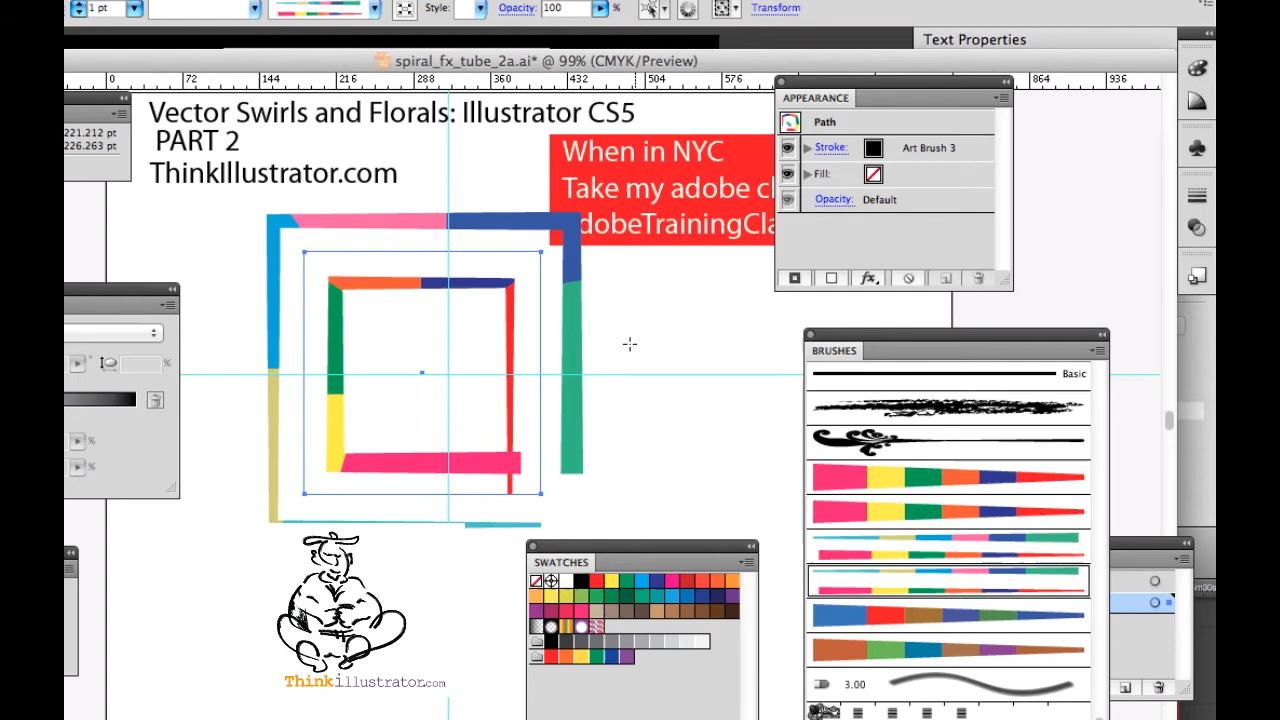 1 pt
Style:
Opacity: 100 %
Transform
Text Properties
spiral_fx_tube_2a.ai* @ 99% (CMYK/Preview)
0 72 144 216 288 360 432 504 576 864 936
Vector Swirls and Florals: Illustrator CS5
PART 2
ThinkIllustrator.com
221.212 pt
226.263 pt
When in NYC
Take my adobe cl
dobeTrainingCla
APPEARANCE
Path
Stroke: Art Brush 3
Fill:
Opacity: Default
fx
BRUSHES
Basic
%
%
%
SWATCHES
3.00
Thinkillustrator.com